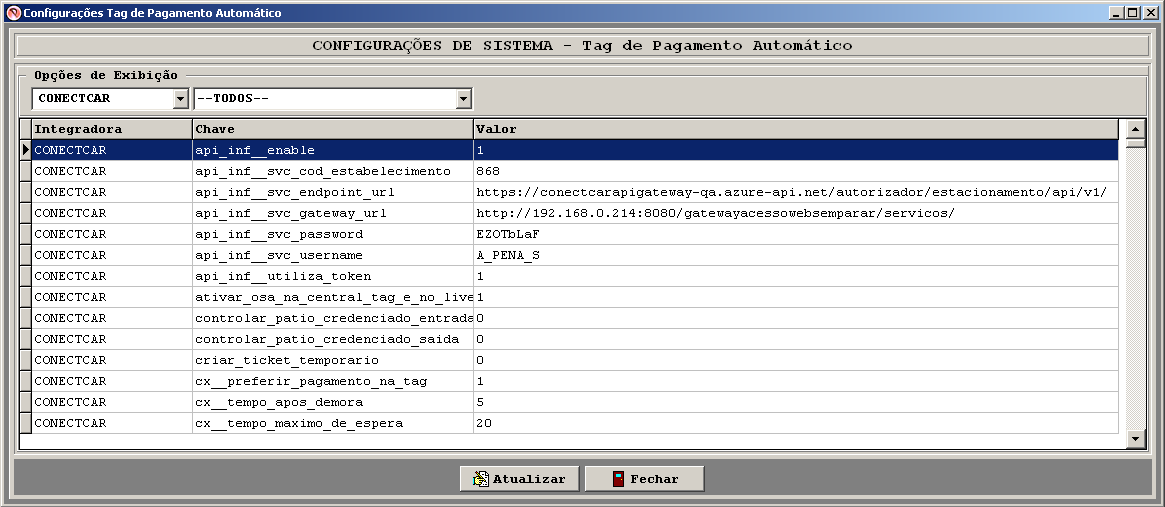 Configurações Tag de Pagamento Automático
CONFIGURAÇÕES DE SISTEMA - Tag de Pagamento Automático
Opções de Exibição
CONECTCAR --TODOS--
Integradora Chave Valor
CONECTCAR api_inf__enable 1
CONECTCAR api_inf__svc_cod_estabelecimento 868
CONECTCAR api_inf__svc_endpoint_url https://conectcarapigateway-qa.azure-api.net/autorizador/estacionamento/api/v1/
CONECTCAR api_inf__svc_gateway_url http://192.168.0.214:8080/gatewayacessowebsemparar/servicos/
CONECTCAR api_inf__svc_password EZOTbLaF
CONECTCAR api_inf__svc_username A_PENA_S
CONECTCAR api_inf__utiliza_token 1
CONECTCAR ativar_osa_na_central_tag_e_no_live 1
CONECTCAR controlar_patio_credenciado_entrada 0
CONECTCAR controlar_patio_credenciado_saida 0
CONECTCAR criar_ticket_temporario 0
CONECTCAR cx__preferir_pagamento_na_tag 1
CONECTCAR cx__tempo_apos_demora 5
CONECTCAR cx__tempo_maximo_de_espera 20
Atualizar Fechar